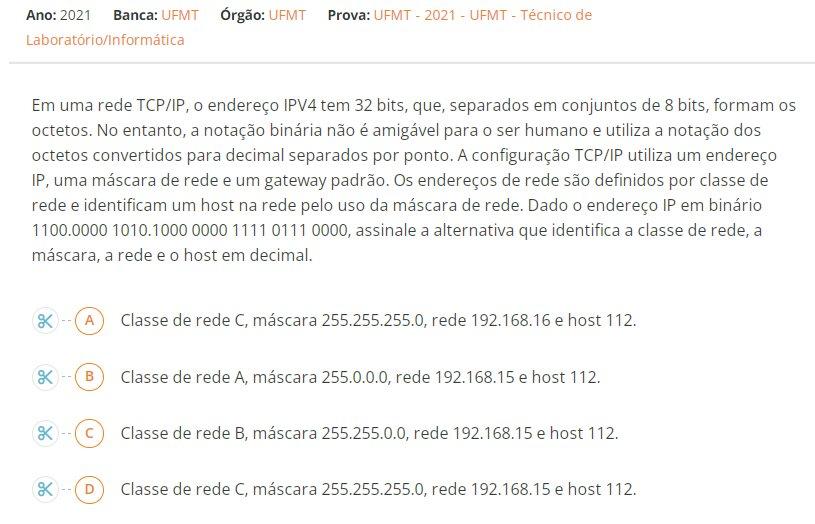 Ano: 2021 Banca: UFMT Órgão: UFMT Prova: UFMT - 2021 - UFMT - Técnico de
Laboratório/Informática
Em uma rede TCP/IP, o endereço IPV4 tem 32 bits, que, separados em conjuntos de 8 bits, formam os
octetos. No entanto, a notação binária não é amigável para o ser humano e utiliza a notação dos
octetos convertidos para decimal separados por ponto. A configuração TCP/IP utiliza um endereço
IP, uma máscara de rede e um gateway padrão. Os endereços de rede são definidos por classe de
rede e identificam um host na rede pelo uso da máscara de rede. Dado o endereço IP em binário
1100.0000 1010.1000 0000 1111 0111 0000, assinale a alternativa que identifica a classe de rede, a
máscara, a rede e o host em decimal.
A Classe de rede C, máscara 255.255.255.0, rede 192.168.16 e host 112.
B Classe de rede A, máscara 255.0.0.0, rede 192.168.15 e host 112.
C Classe de rede B, máscara 255.255.0.0, rede 192.168.15 e host 112.
D Classe de rede C, máscara 255.255.255.0, rede 192.168.15 e host 112.